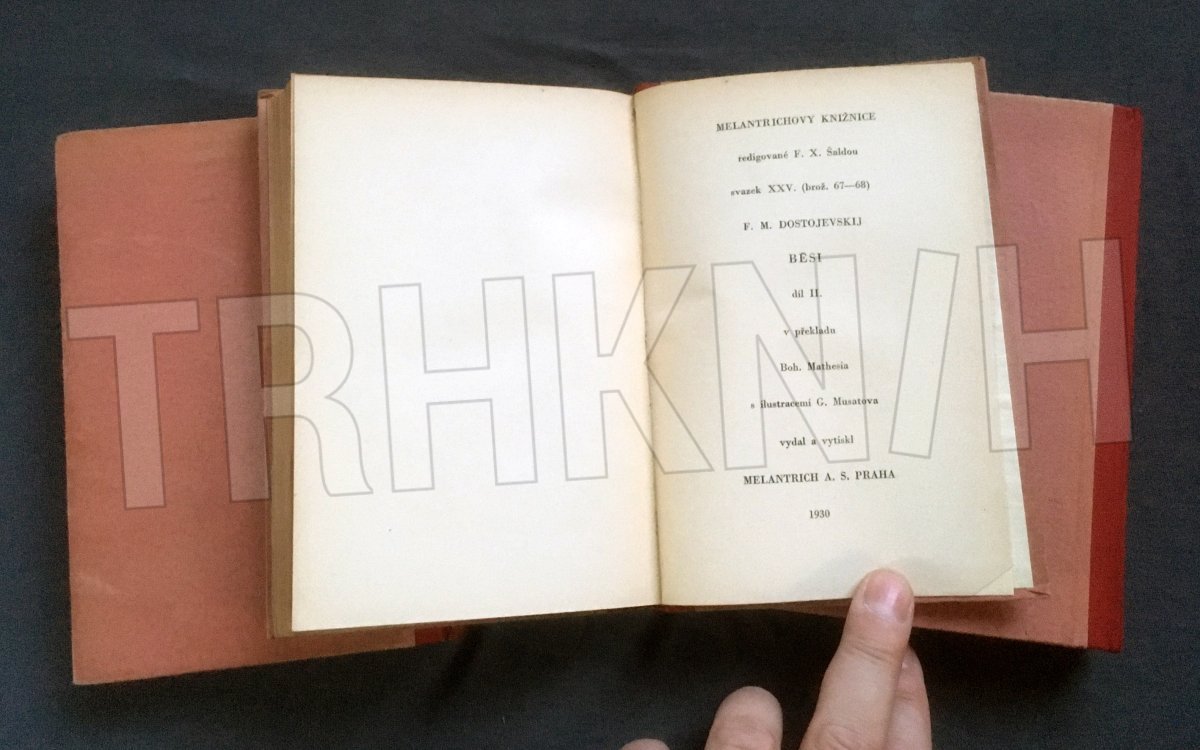 MELANTRICHOVY KNIŽNICE
redigované F. X. Šaldou
svazek XXV. (brož. 67—68)
F. M. DOSTOJEVSKIJ
BĚSI
díl II.
v překladu
Boh. Mathesia
s ilustracemi G. Musatova
vydal a vytiskl
MELANTRICH A. S. PRAHA
1930
TRHKNIH